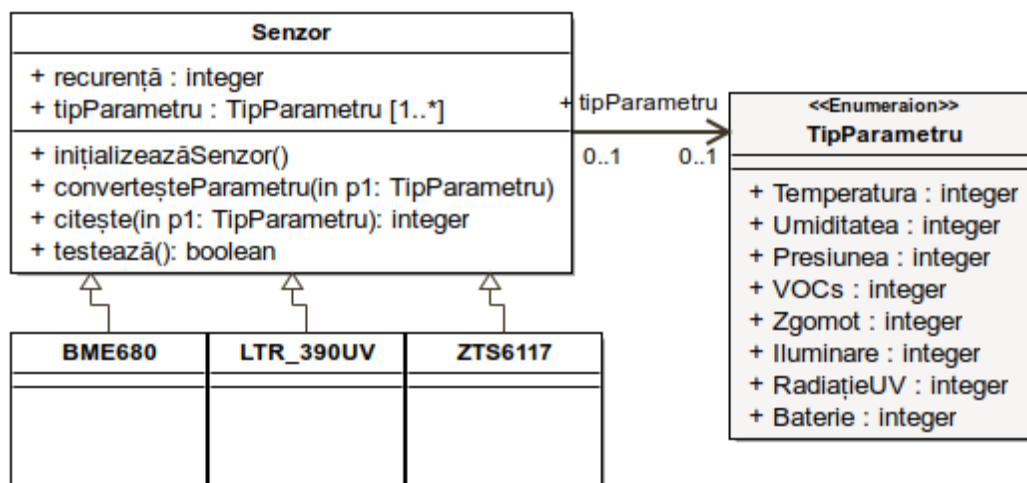 Senzor
+ recurență : integer
+ tipParametru : TipParametru [1..*]
+ inițializeazăSenzor()
+ converteșteParametru(in p1: TipParametru)
+ citește(in p1: TipParametru): integer
+ testează(): boolean
+ tipParametru
0..1
0..1
<<Enumeraion>>
TipParametru
+ Temperatura : integer
+ Umiditatea : integer
+ Presiunea : integer
+ VOCs : integer
+ Zgomot : integer
+ Iluminare : integer
+ RadiațieUV : integer
+ Baterie : integer
BME680
LTR_390UV
ZTS6117